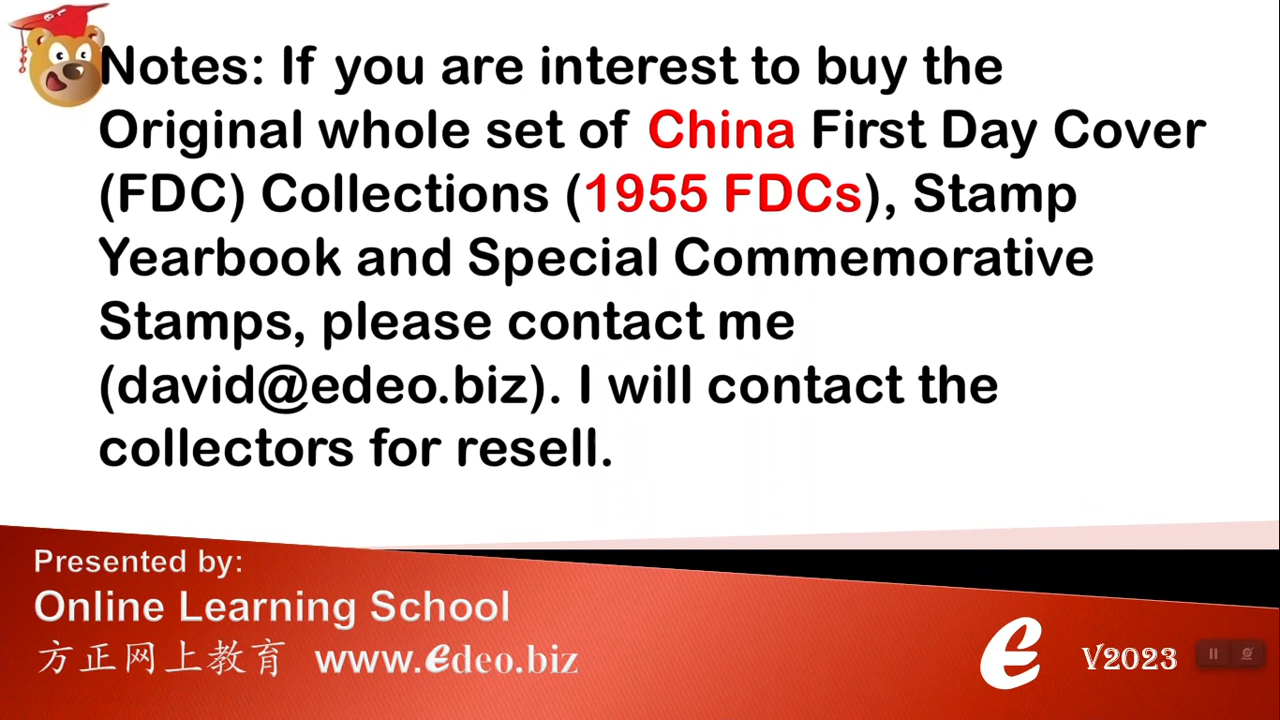 Notes: If you are interest to buy the
Original whole set of China First Day Cover
(FDC) Collections (1955 FDCs), Stamp
Yearbook and Special Commemorative
Stamps, please contact me
(david@edeo.biz). I will contact the
collectors for resell.
Presented by:
Online Learning School
方正网上教育 www.edeo.biz
e V2023